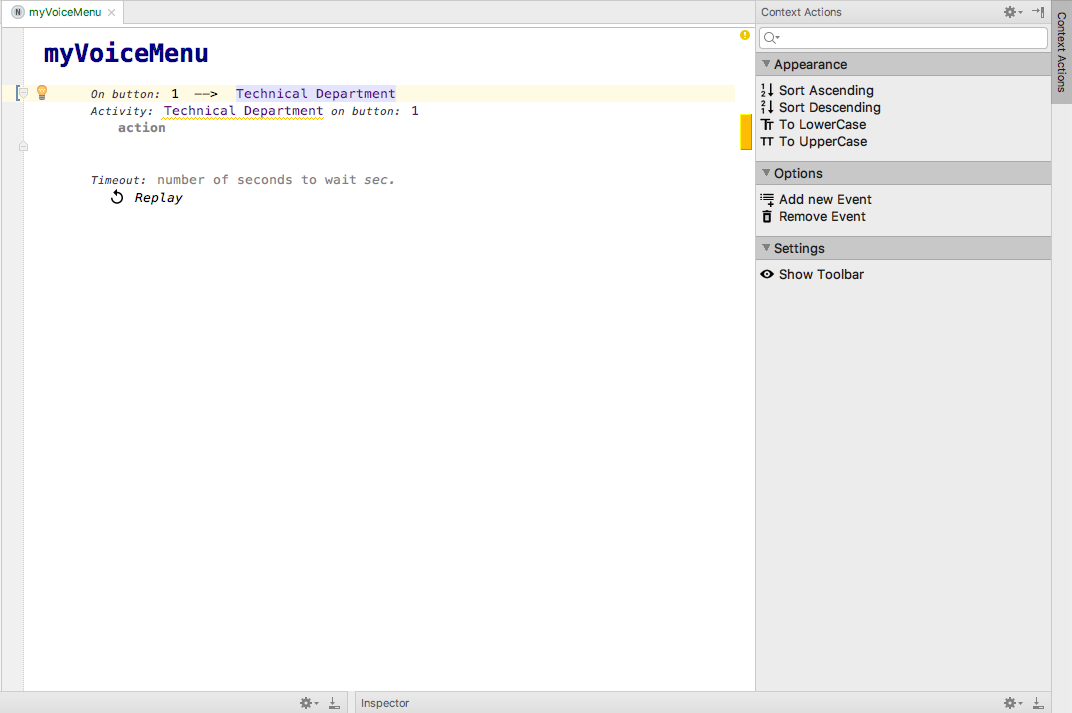 N myVoiceMenu
Context Actions
myVoiceMenu
On button: 1 --> Technical Department
Activity: Technical Department on button: 1
action
Timeout: number of seconds to wait sec.
Replay
Appearance
Sort Ascending
Sort Descending
To LowerCase
To UpperCase
Options
Add new Event
Remove Event
Settings
Show Toolbar
Context Actions
Inspector